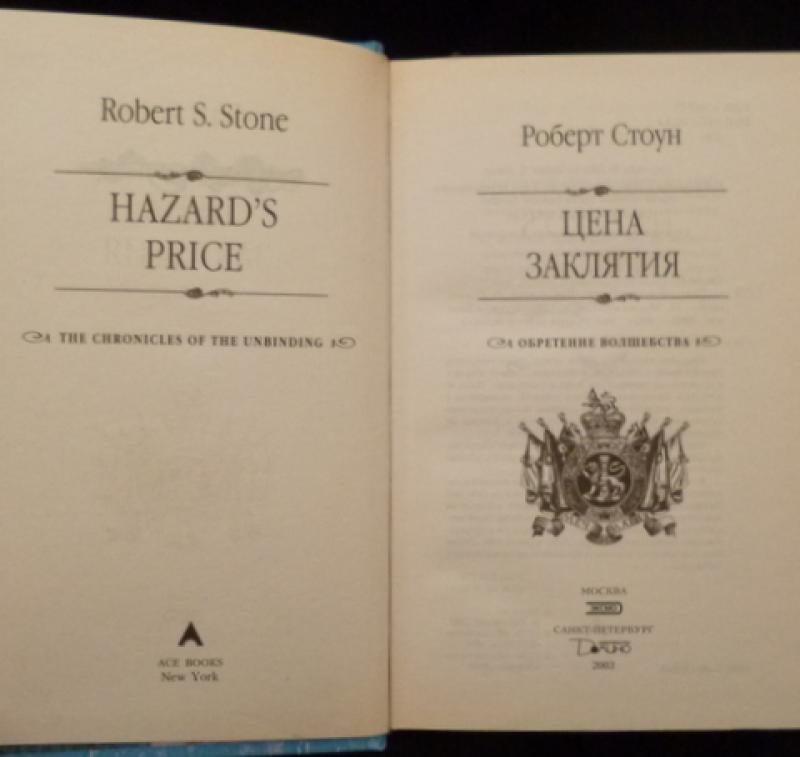 Robert S. Stone
HAZARD'S
PRICE
THE CHRONICLES OF THE UNBINDING
ACE BOOKS
New York
Роберт Стоун
ЦЕНА
ЗАКЛЯТИЯ
ОБРЕТЕНИЕ ВОЛШЕБСТВА
МОСКВА
ЭКСМО
САНКТ-ПЕТЕРБУРГ
Домино
2003